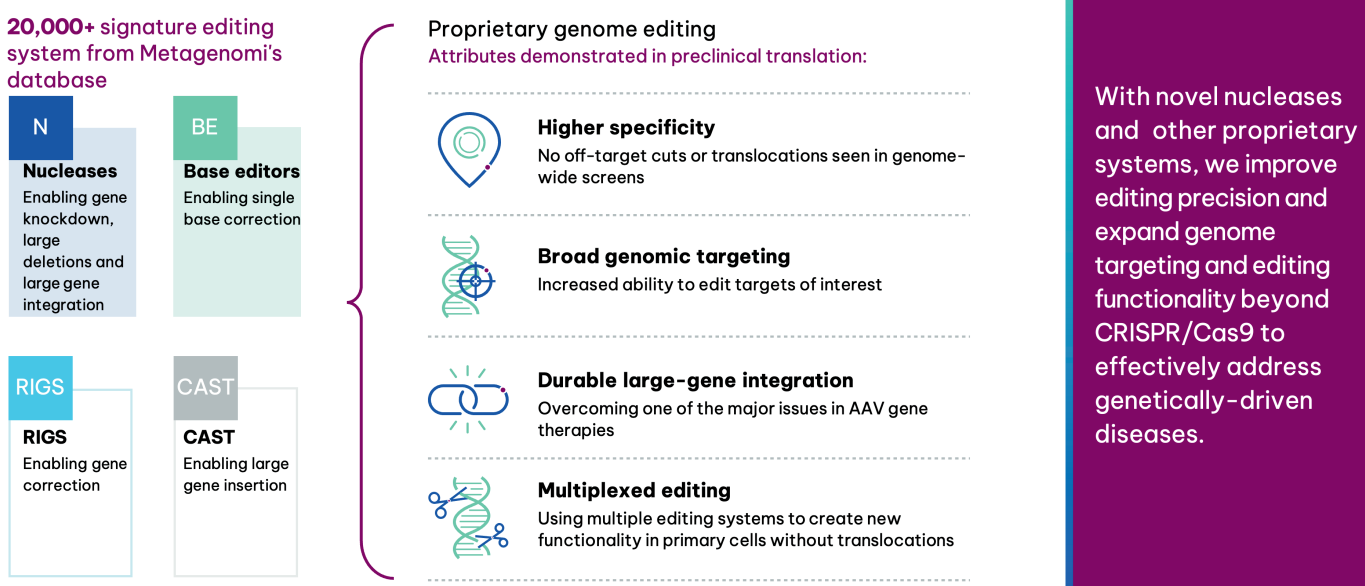 20,000+ signature editing
system from Metagenomi's
database
N
Nucleases
Enabling gene
knockdown,
large
deletions and
large gene
integration
BE
Base editors
Enabling single
base correction
RIGS
RIGS
Enabling gene
correction
CAST
CAST
Enabling large
gene insertion
Proprietary genome editing
Attributes demonstrated in preclinical translation:
Higher specificity
No off-target cuts or translocations seen in genome-
wide screens
Broad genomic targeting
Increased ability to edit targets of interest
Durable large-gene integration
Overcoming one of the major issues in AAV gene
therapies
Multiplexed editing
Using multiple editing systems to create new
functionality in primary cells without translocations
With novel nucleases
and other proprietary
systems, we improve
editing precision and
expand genome
targeting and editing
functionality beyond
CRISPR/Cas9 to
effectively address
genetically-driven
diseases.